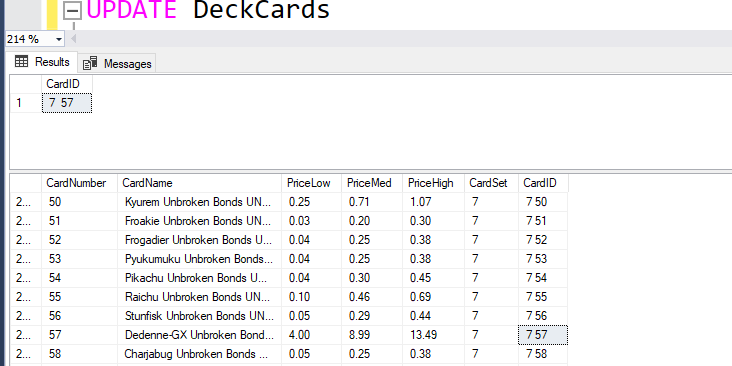 UPDATE DeckCards
214 %
Results Messages
CardID
1 7  57
CardNumber CardName PriceLow PriceMed PriceHigh CardSet CardID
2... 50 Kyurem Unbroken Bonds UN... 0.25 0.71 1.07 7 7 50
2... 51 Froakie Unbroken Bonds UN... 0.03 0.20 0.30 7 7 51
2... 52 Frogadier Unbroken Bonds U... 0.04 0.25 0.38 7 7 52
2... 53 Pyukumuku Unbroken Bonds 0.04 0.25 0.38 7 7 53
2... 54 Pikachu Unbroken Bonds UN... 0.04 0.30 0.45 7 7 54
2... 55 Raichu Unbroken Bonds UN... 0.10 0.46 0.69 7 7 55
2... 56 Stunfisk Unbroken Bonds UN... 0.05 0.29 0.44 7 7 56
2... 57 Dedenne-GX Unbroken Bond... 4.00 8.99 13.49 7 7 57
2... 58 Charjabug Unbroken Bonds ... 0.05 0.25 0.38 7 7 58